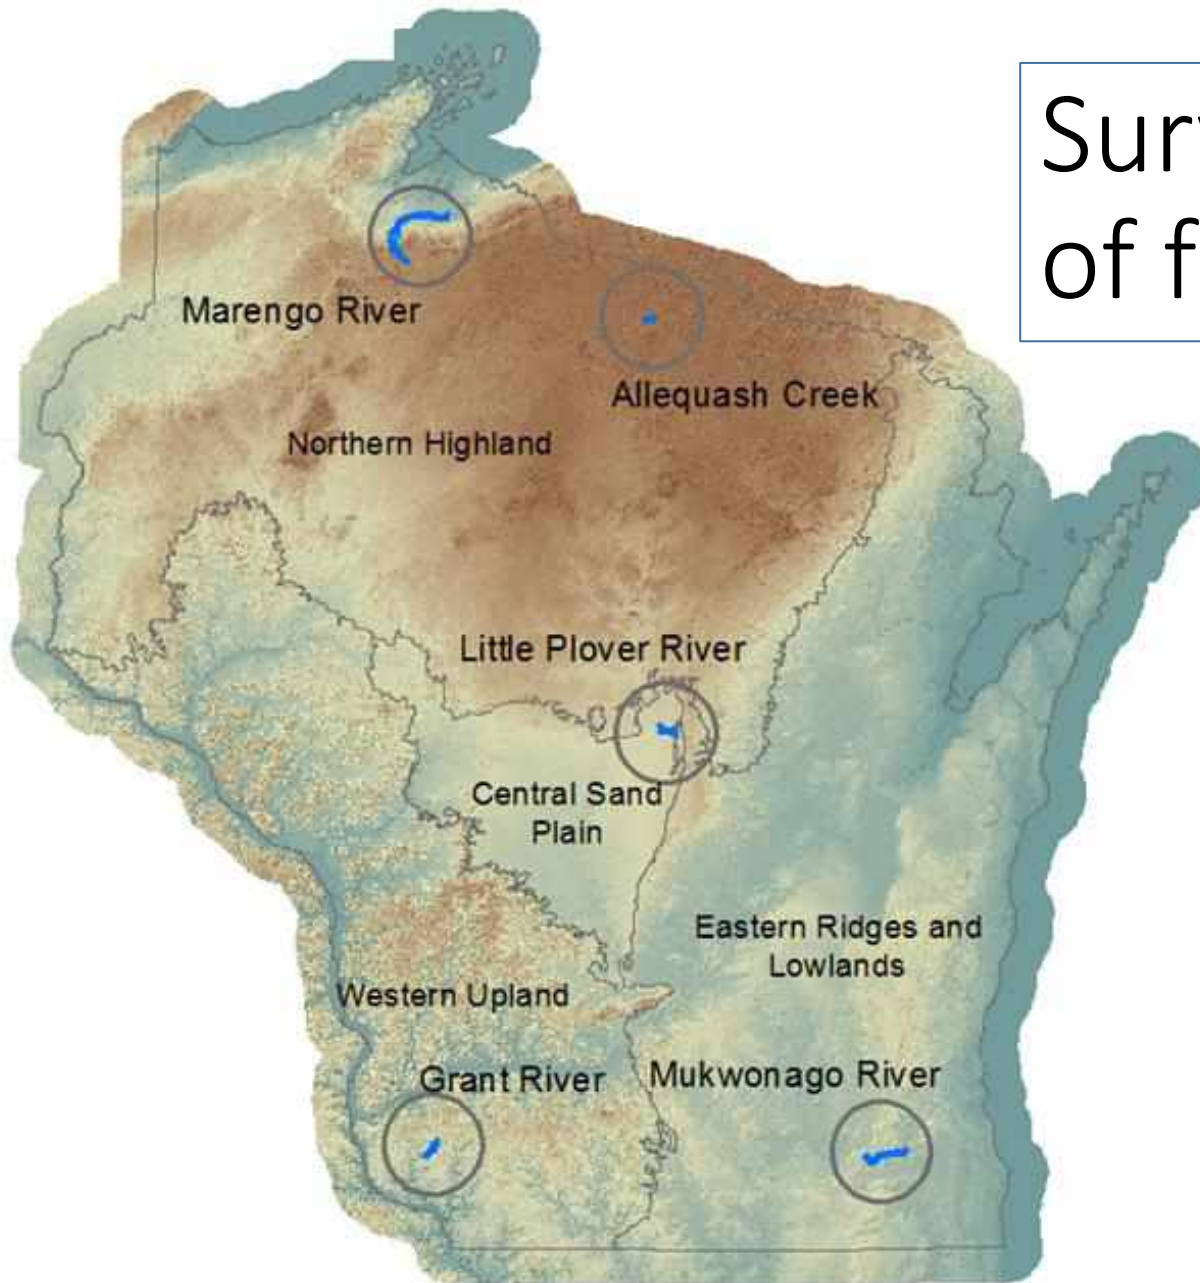 Marengo River
Allequash Creek
Northern Highland
Little Plover River
Central Sand
Plain
Eastern Ridges and
Lowlands
Western Upland
Grant River
Mukwonago River
of